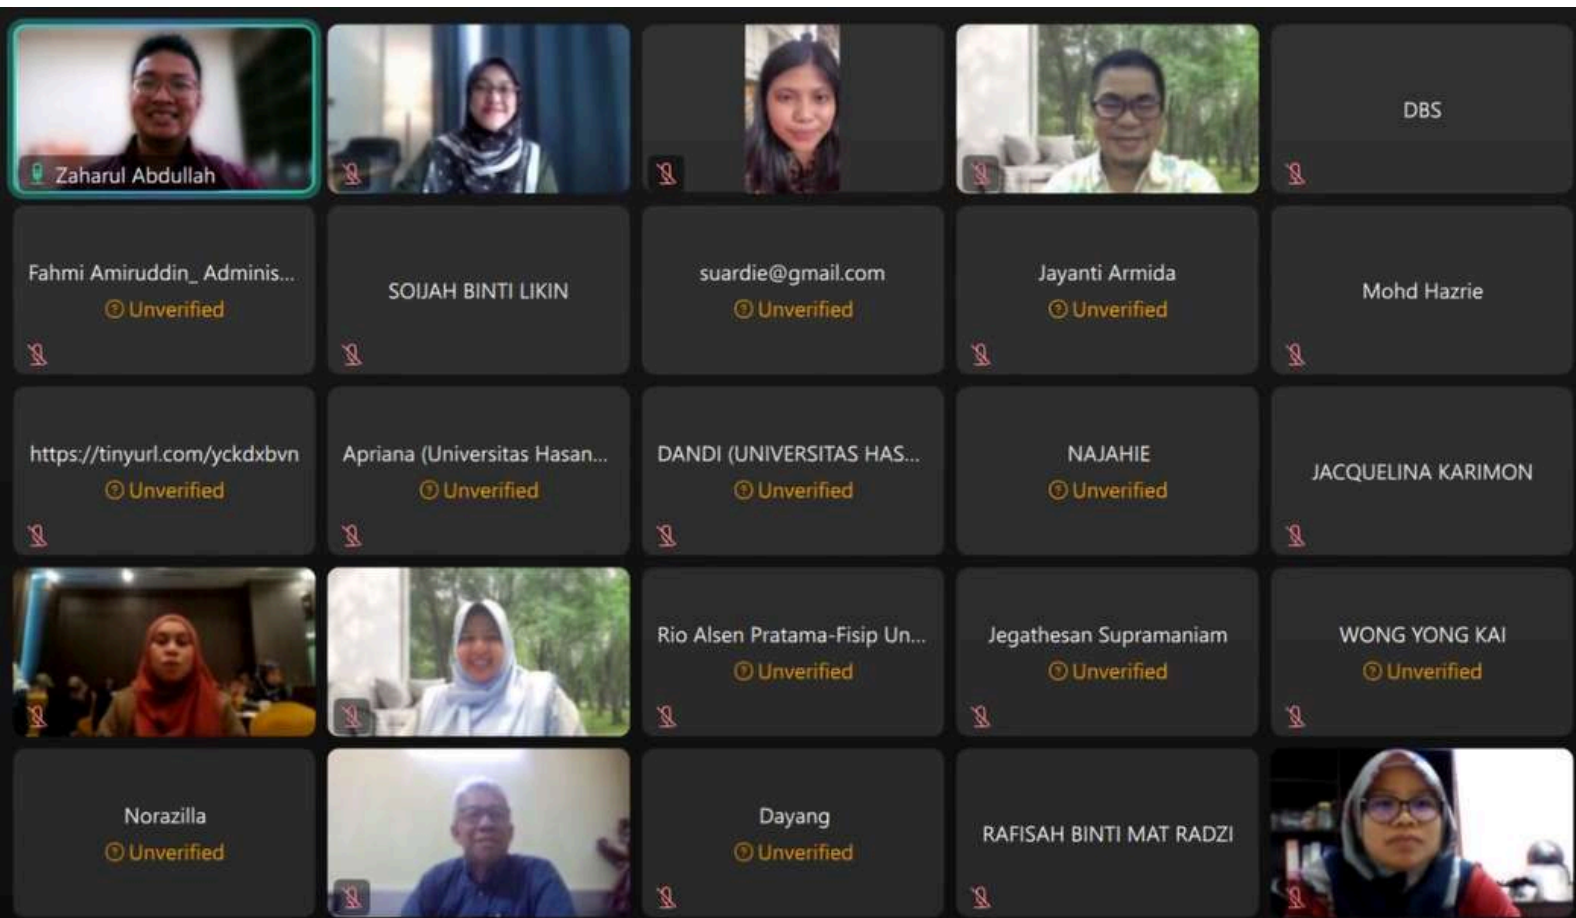 Zaharul Abdullah
DBS
Fahmi Amiruddin_ Adminis...
Unverified
SOIJAH BINTI LIKIN
suardie@gmail.com
Unverified
Jayanti Armida
Unverified
Mohd Hazrie
https://tinyurl.com/yckdxbvn
Unverified
Apriana (Universitas Hasan...
Unverified
DANDI (UNIVERSITAS HAS...
Unverified
NAJAHIE
Unverified
JACQUELINA KARIMON
Rio Alsen Pratama-Fisip Un...
Unverified
Jegathesan Supramaniam
Unverified
WONG YONG KAI
Unverified
Norazilla
Unverified
Dayang
Unverified
RAFISAH BINTI MAT RADZI